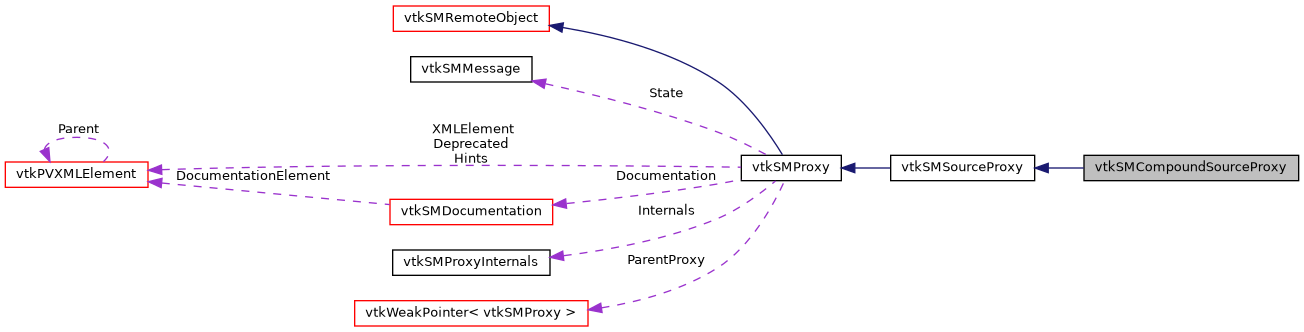 vtkSMRemoteObject
vtkSMMessage
State
Parent
XMLElement
Deprecated
Hints
vtkPVXMLElement
DocumentationElement
Documentation
vtkSMProxy
vtkSMSourceProxy
vtkSMCompoundSourceProxy
vtkSMDocumentation
Internals
vtkSMProxyInternals
ParentProxy
vtkWeakPointer< vtkSMProxy >